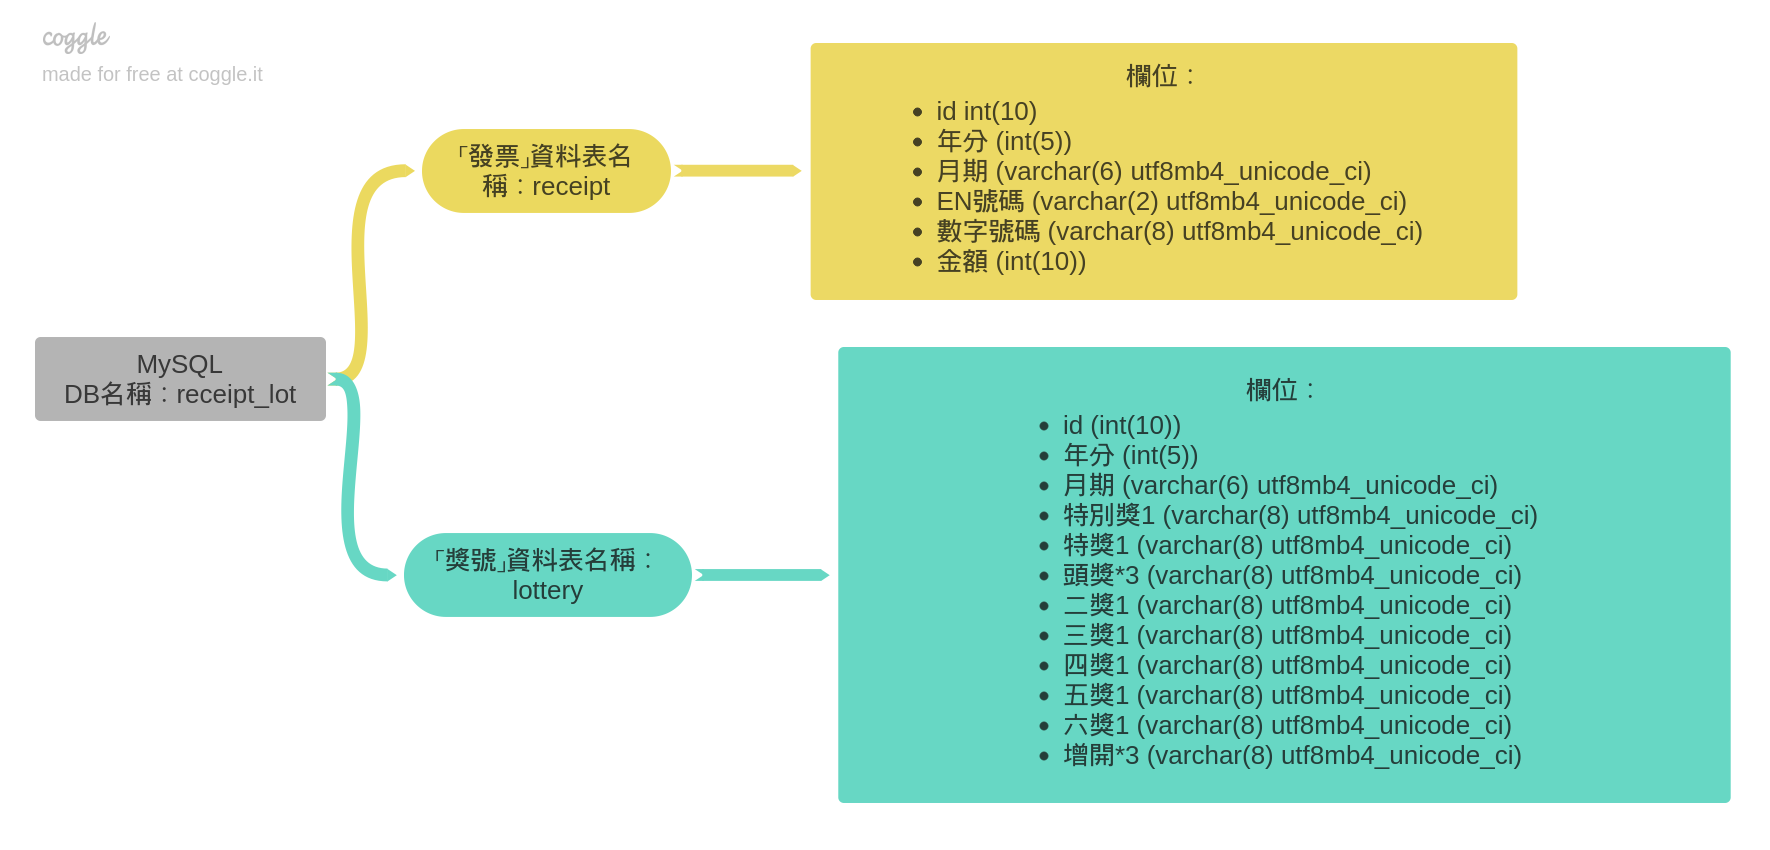 coggle
made for free at coggle.it
MySQL
DB名稱：receipt_lot
「發票」資料表名
稱：receipt
欄位：
id int(10)
年分 (int(5))
月期 (varchar(6) utf8mb4_unicode_ci)
EN號碼 (varchar(2) utf8mb4_unicode_ci)
數字號碼 (varchar(8) utf8mb4_unicode_ci)
金額 (int(10))
「獎號」資料表名稱：
lottery
欄位：
id (int(10))
年分 (int(5))
月期 (varchar(6) utf8mb4_unicode_ci)
特別獎1 (varchar(8) utf8mb4_unicode_ci)
特獎1 (varchar(8) utf8mb4_unicode_ci)
頭獎*3 (varchar(8) utf8mb4_unicode_ci)
二獎1 (varchar(8) utf8mb4_unicode_ci)
三獎1 (varchar(8) utf8mb4_unicode_ci)
四獎1 (varchar(8) utf8mb4_unicode_ci)
五獎1 (varchar(8) utf8mb4_unicode_ci)
六獎1 (varchar(8) utf8mb4_unicode_ci)
增開*3 (varchar(8) utf8mb4_unicode_ci)